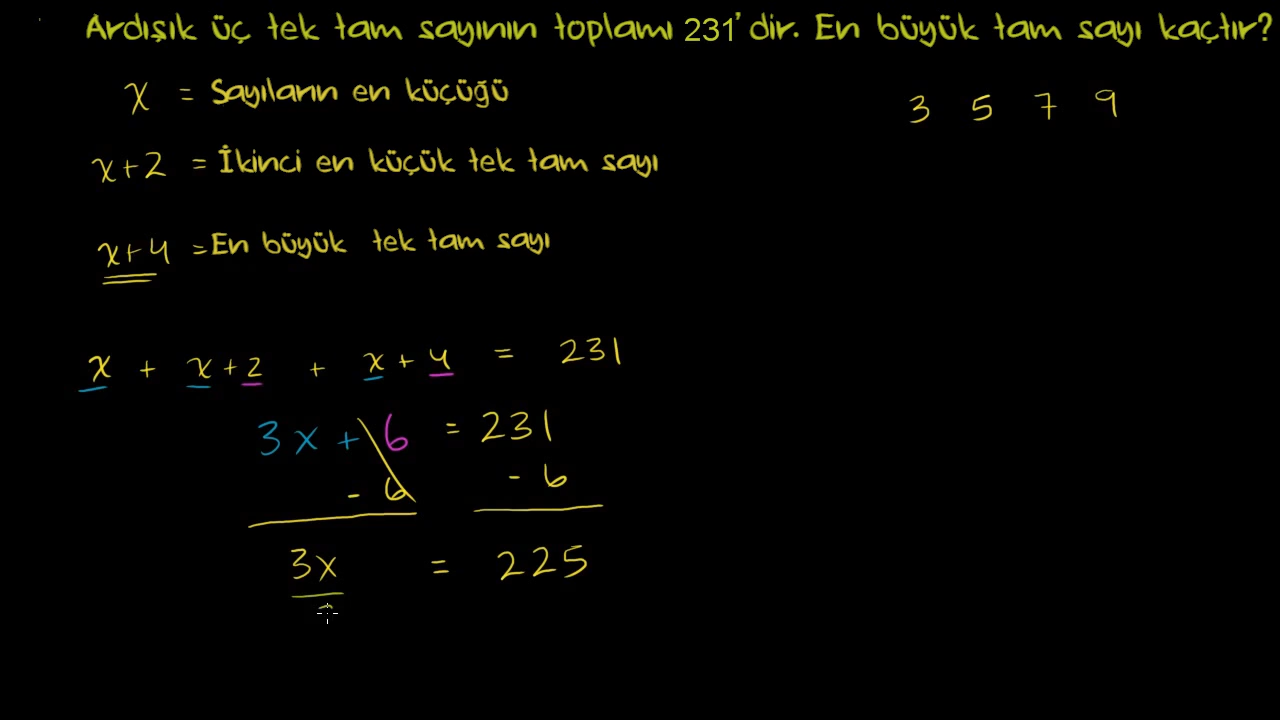 Ardışık üç tek tam sayının toplamı 231'dir. En büyük tam sayı kaçtır?
x = Sayıların en küçüğü
3 5 7 9
x+2 = İkinci en küçük tek tam sayı
x+4 = En büyük tek tam sayı
x + x+2 + x+4 = 231
3x + 6 = 231
- 6 - 6
3x = 225